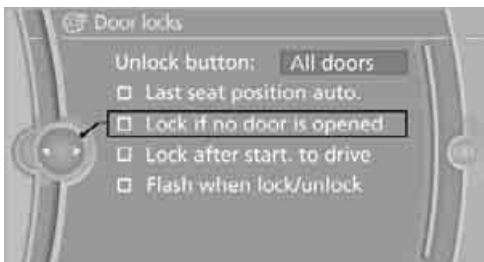 Door locks
Unlock button: All doors
Last seat position auto.
Lock if no door is opened
Lock after start. to drive
Flash when lock/unlock